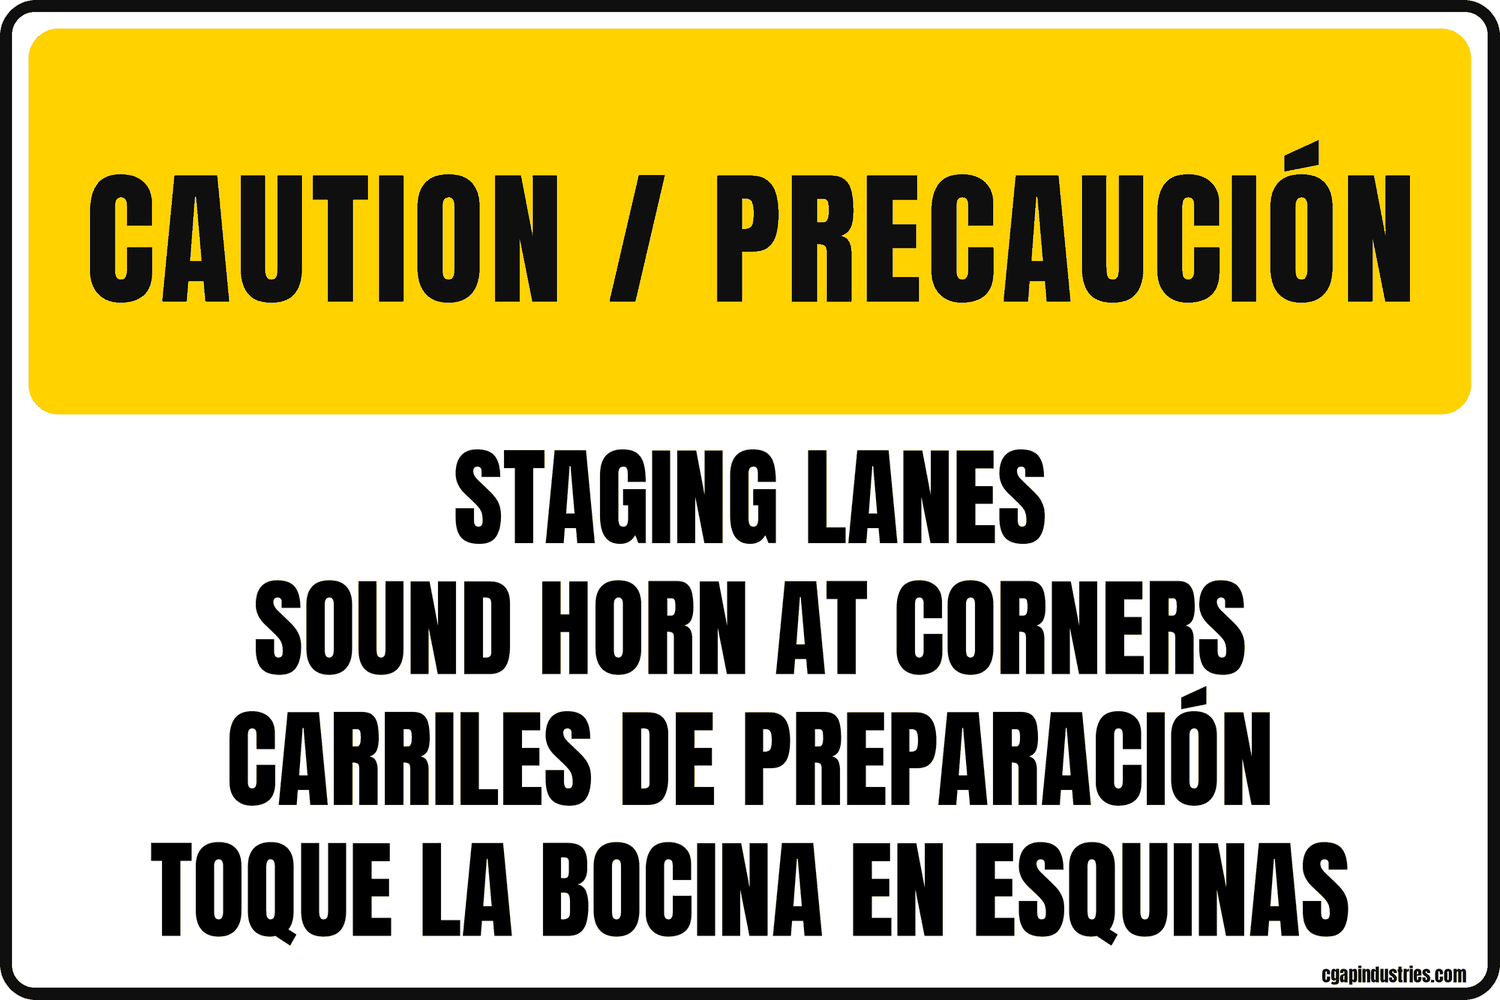 CAUTION / PRECAUCIÓN
STAGING LANES
SOUND HORN AT CORNERS
CARRILES DE PREPARACIÓN
TOQUE LA BOCINA EN ESQUINAS
cgapindustries.com